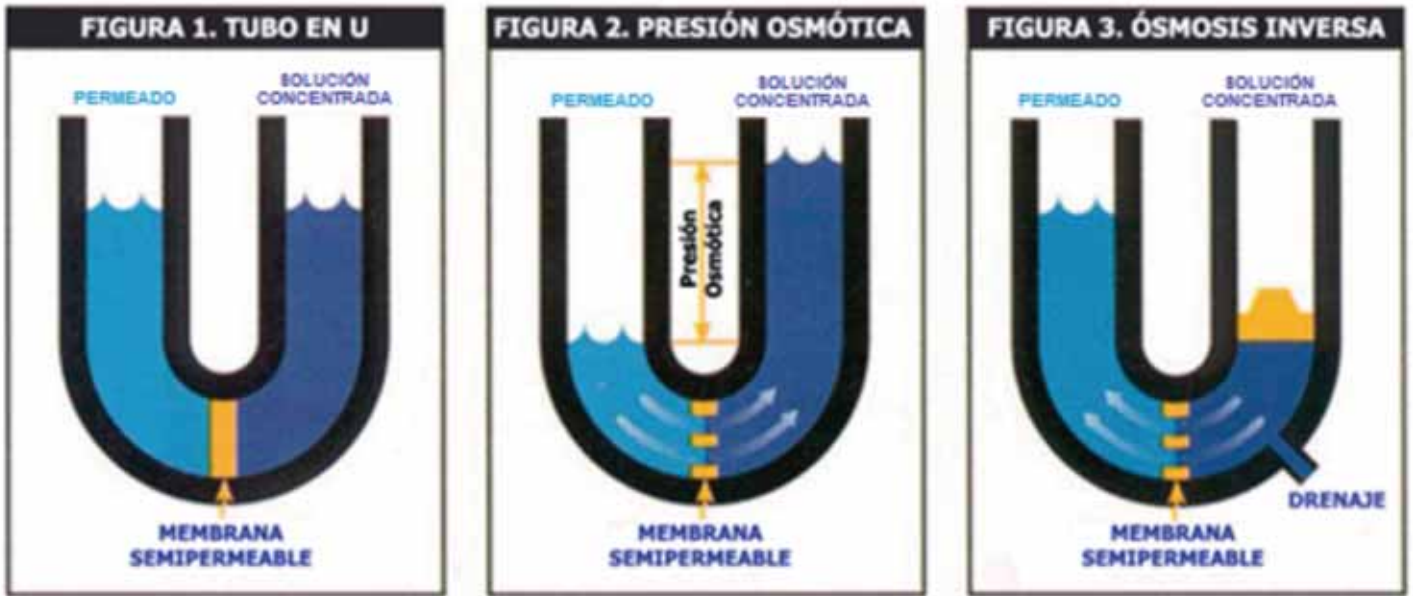 FIGURA 1. TUBO EN U
PERMEADO
SOLUCIÓN
CONCENTRADA
MEMBRANA
SEMIPERMEABLE
FIGURA 2. PRESIÓN OSMÓTICA
PERMEADO
SOLUCIÓN
CONCENTRADA
Presión
Osmótica
MEMBRANA
SEMIPERMEABLE
FIGURA 3. ÓSMOSIS INVERSA
PERMEADO
SOLUCIÓN
CONCENTRADA
DRENAJE
MEMBRANA
SEMIPERMEABLE